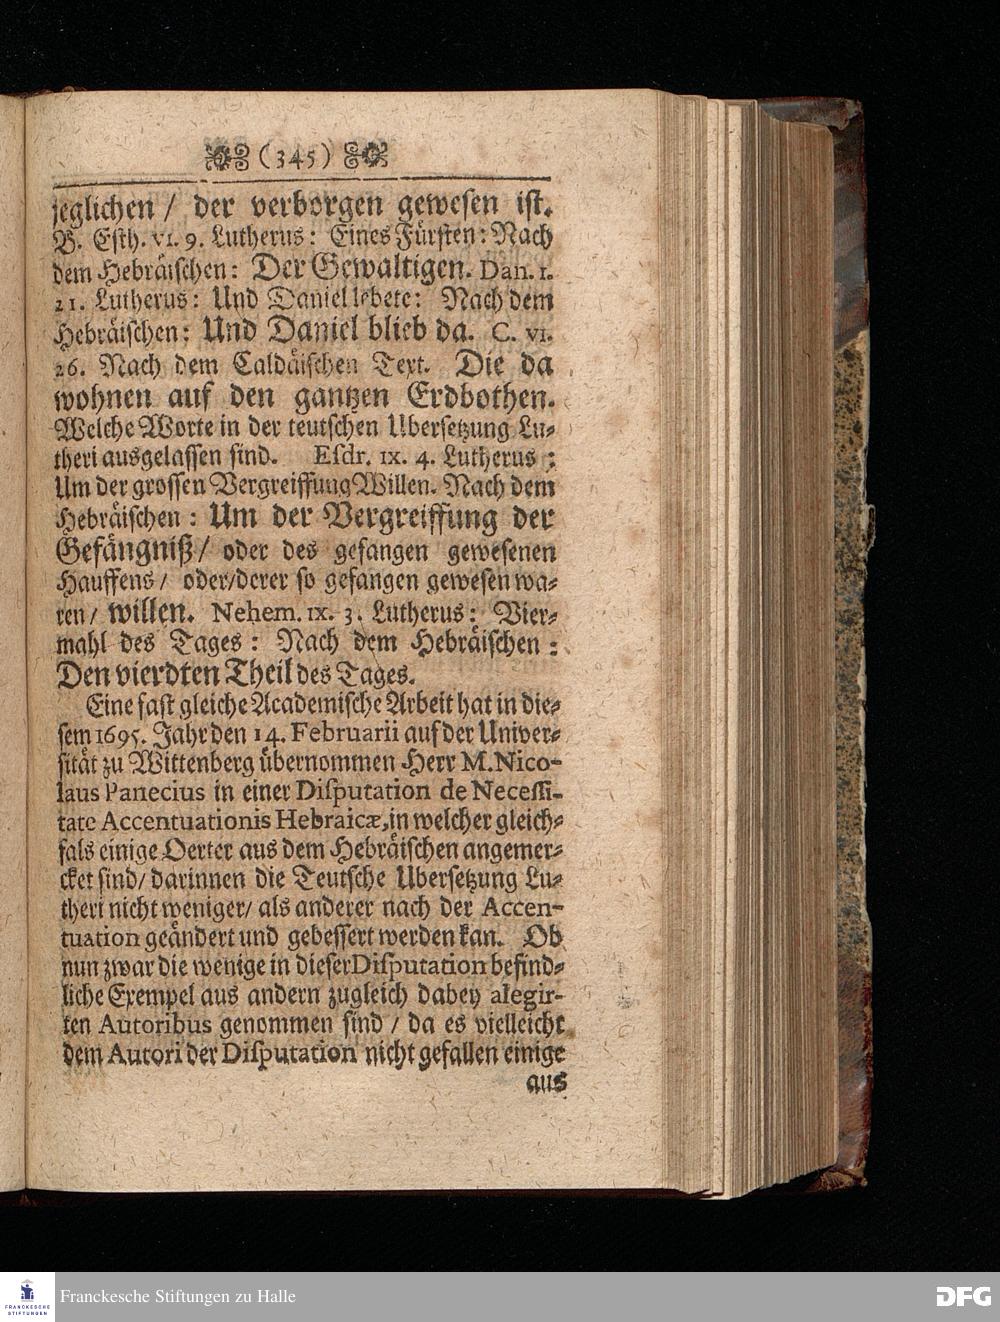 (345)
jeglichen / der verborgen gewesen ist.
B. Esth. VI. 9. Lutherus: Eines Fürsten: Nach
dem Hebräischen: Der Gewaltigen. Dan. I.
21. Lutherus: Und Daniel lebete: Nach dem
Hebräischen: Und Daniel blieb da. C. VI.
26. Nach dem Caldäischen Text. Die da
wohnen auf den gantzen Erdbothen.
Welche Worte in der teutschen Ubersetzung Lu-
theri ausgelassen sind. Esdr. IX. 4. Lutherus:
Um der grossen Vergreiffung Willen. Nach dem
Hebräischen: Um der Vergreiffung der
Gefängniß / oder des gefangen gewesenen
Hauffens / oder/derer so gefangen gewesen wa-
ren / willen. Nehem. IX. 3. Lutherus: Vier-
mahl des Tages: Nach dem Hebräischen:
Den vierdten Theil des Tages.
Eine fast gleiche Academische Arbeit hat in die-
sem 1695. Jahr den 14. Februarii auf der Univer-
sität zu Wittenberg übernommen Herr M. Nico-
laus Panecius in einer Disputation de Necessi-
tate Accentuationis Hebraicæ, in welcher gleich-
fals einige Oerter aus dem Hebräischen angemer-
cket sind/ darinnen die Teutsche Ubersetzung Lu-
theri nicht weniger/ als anderer nach der Accen-
tuation geändert und gebessert werden kan. Ob
nun zwar die wenige in dieser Disputation befind-
liche Exempel aus andern zugleich dabey alegir-
ten Autoribus genommen sind / da es vielleicht
dem Autori der Disputation nicht gefallen einige
aus
FRANCKESCHE STIFTUNGEN
Franckesche Stiftungen zu Halle
DFG